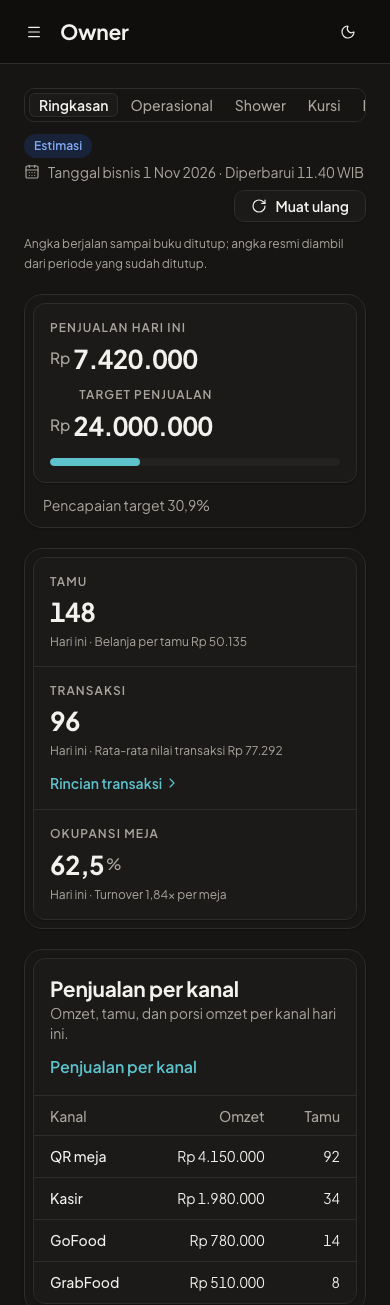 Owner
Ringkasan Operasional Shower Kursi
Estimasi
Tanggal bisnis 1 Nov 2026 · Diperbarui 11.40 WIB
Muat ulang
Angka berjalan sampai buku ditutup; angka resmi diambil
dari periode yang sudah ditutup.
PENJUALAN HARI INI
Rp 7.420.000
TARGET PENJUALAN
Rp 24.000.000
Pencapaian target 30,9%
TAMU
148
Hari ini · Belanja per tamu Rp 50.135
TRANSAKSI
96
Hari ini · Rata-rata nilai transaksi Rp 77.292
Rincian transaksi
OKUPANSI MEJA
62,5%
Hari ini · Turnover 1,84× per meja
Penjualan per kanal
Omzet, tamu, dan porsi omzet per kanal hari
ini.
Penjualan per kanal
Kanal Omzet Tamu
QR meja Rp 4.150.000 92
Kasir Rp 1.980.000 34
GoFood Rp 780.000 14
GrabFood Rp 510.000 8